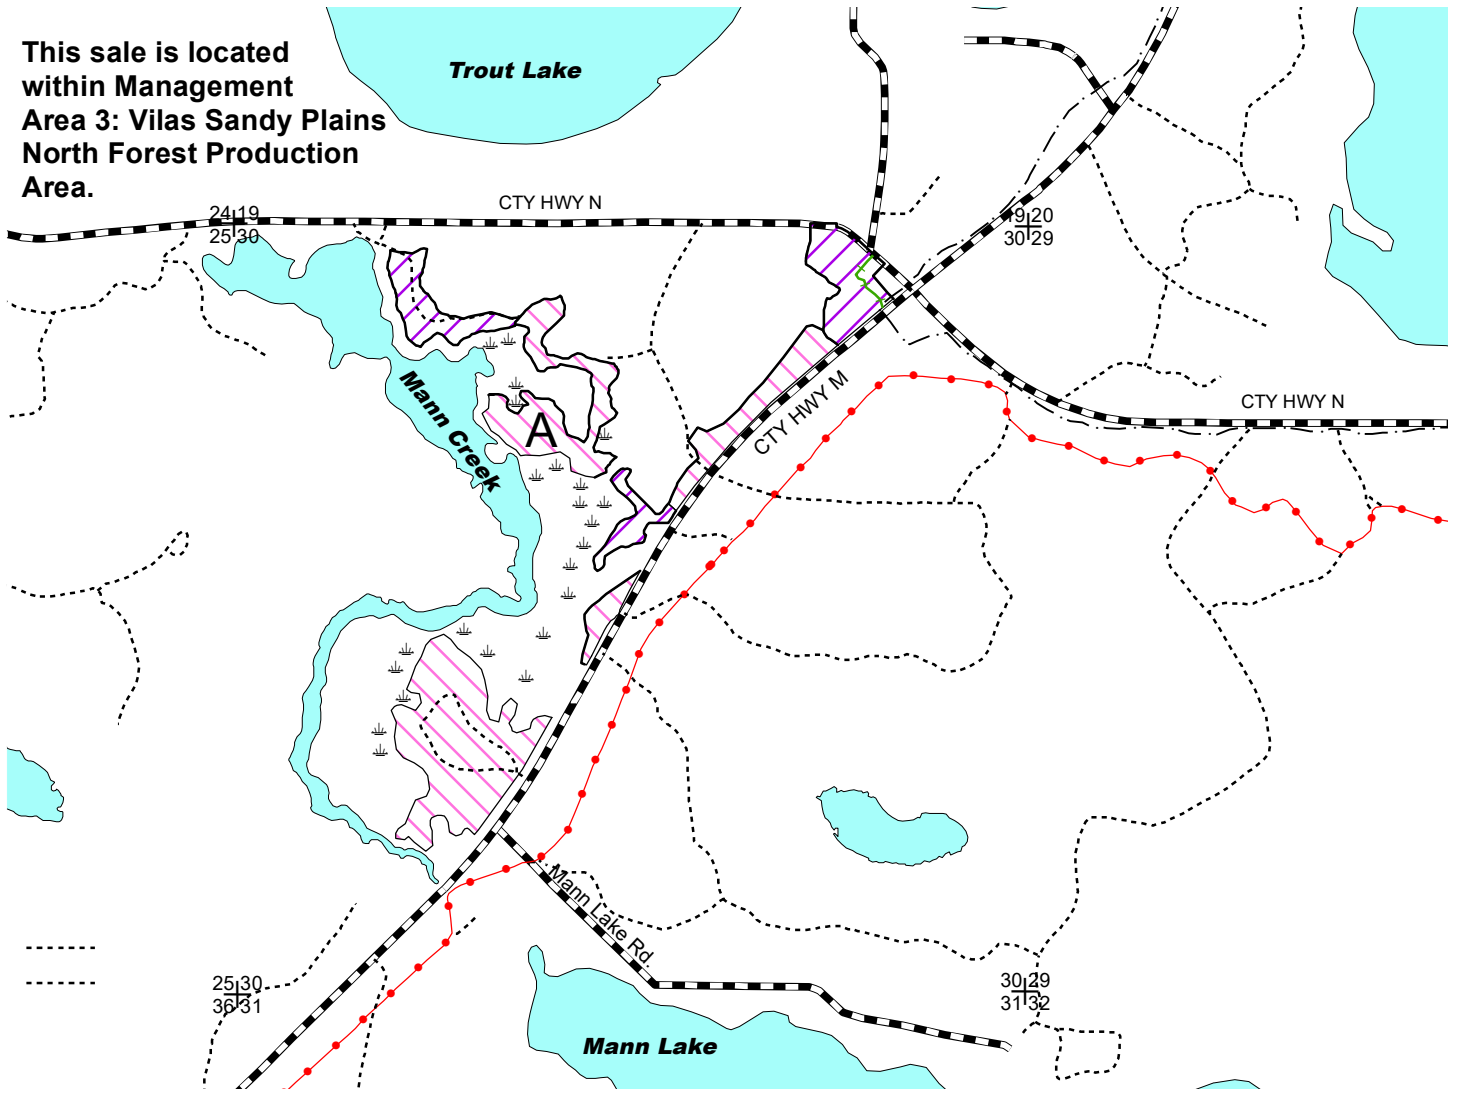 This sale is located
within Management
Area 3: Vilas Sandy Plains
North Forest Production
Area.
Trout Lake
CTY HWY N
24 19
25 30
19 20
30 29
CTY HWY M
CTY HWY N
Mann Creek
A
Mann Lake Rd.
25 30
36 31
30 29
31 32
Mann Lake